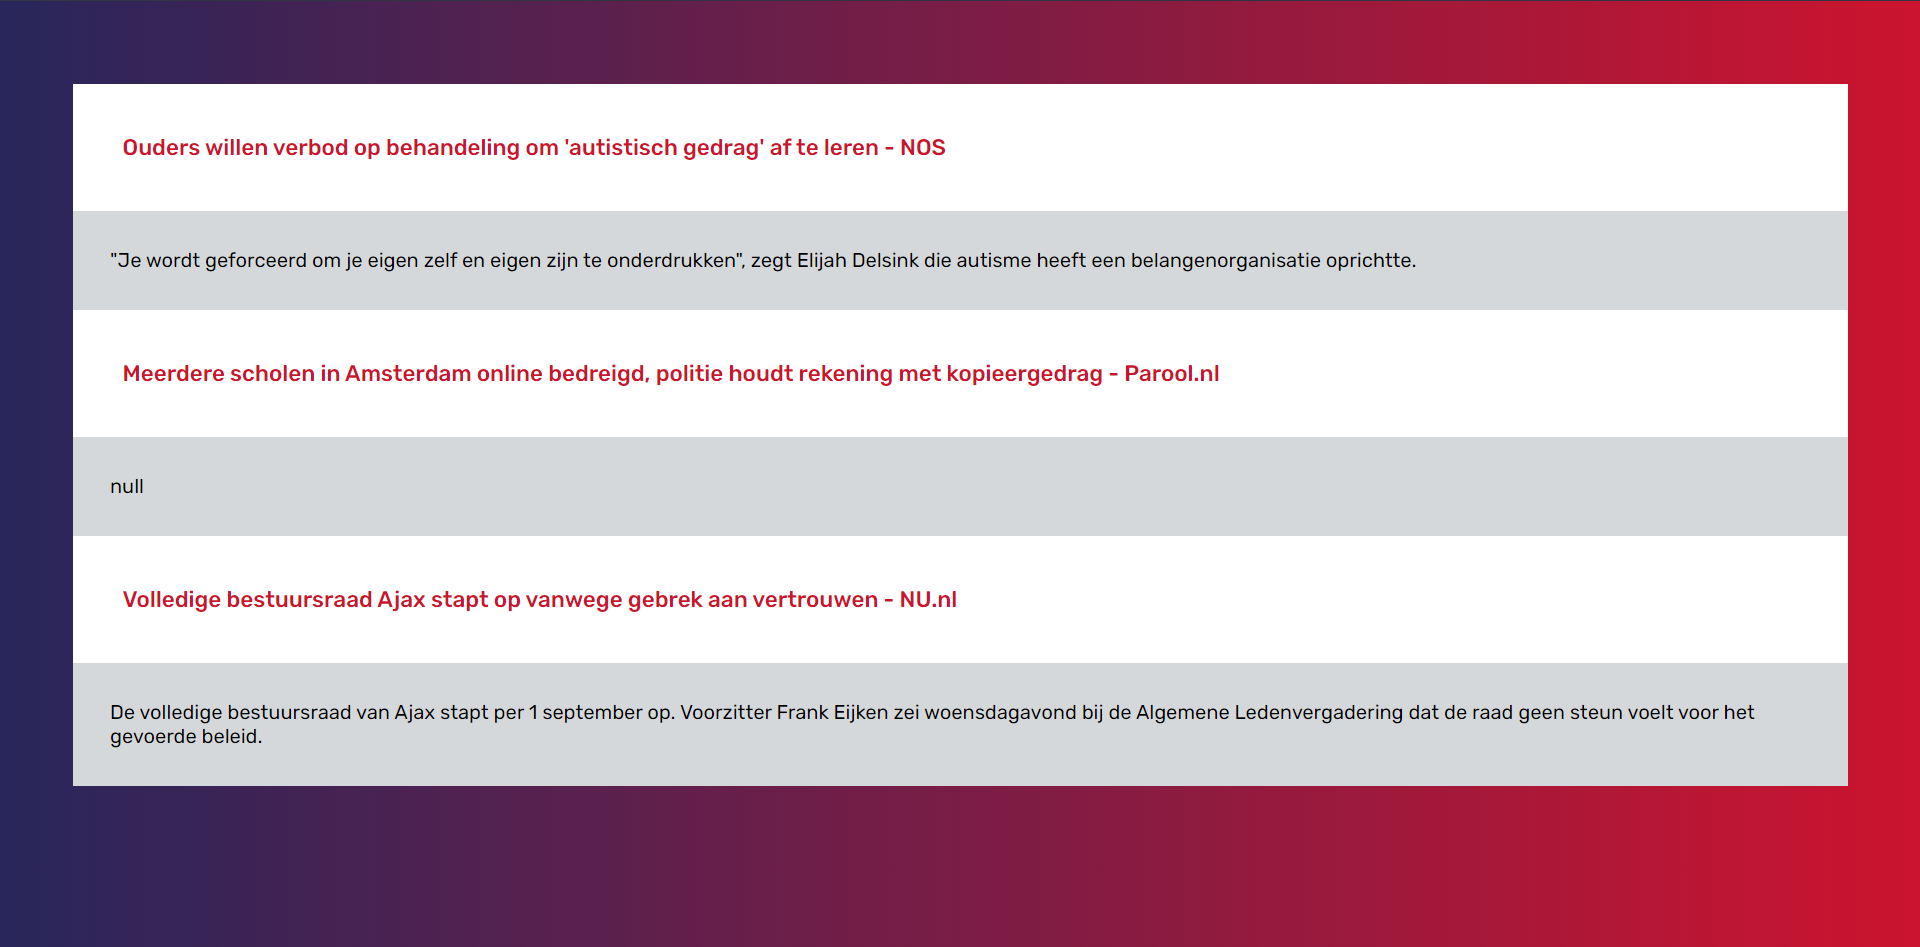 Ouders willen verbod op behandeling om 'autistisch gedrag' af te leren - NOS
"Je wordt geforceerd om je eigen zelf en eigen zijn te onderdrukken", zegt Elijah Delsink die autisme heeft een belangenorganisatie oprichtte.
Meerdere scholen in Amsterdam online bedreigd, politie houdt rekening met kopieergedrag - Parool.nl
null
Volledige bestuursraad Ajax stapt op vanwege gebrek aan vertrouwen - NU.nl
De volledige bestuursraad van Ajax stapt per 1 september op. Voorzitter Frank Eijken zei woensdagavond bij de Algemene Ledenvergadering dat de raad geen steun voelt voor het
gevoerde beleid.